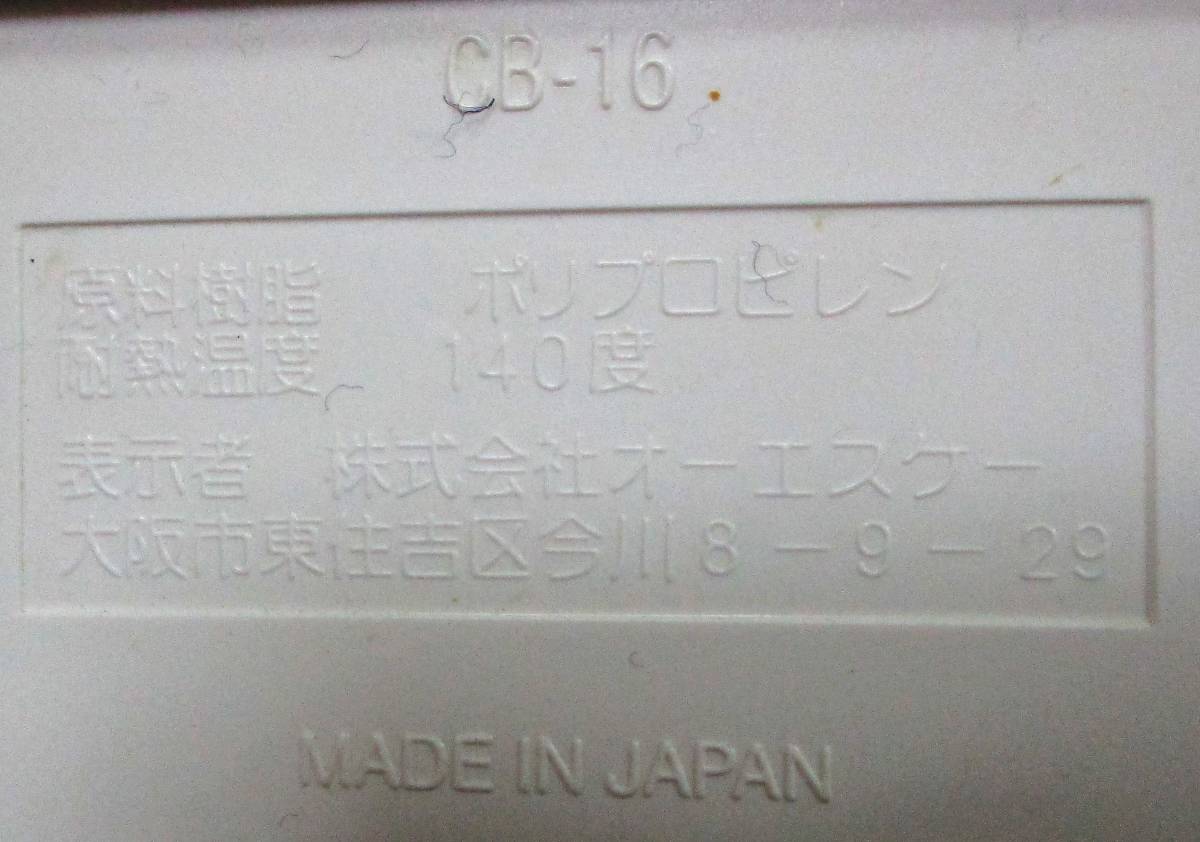 CB-16
原料樹脂　ポリプロピレン
耐熱温度　140度
表示者　株式会社オーエスケー
大阪市東住吉区今川8-9-29
MADE IN JAPAN